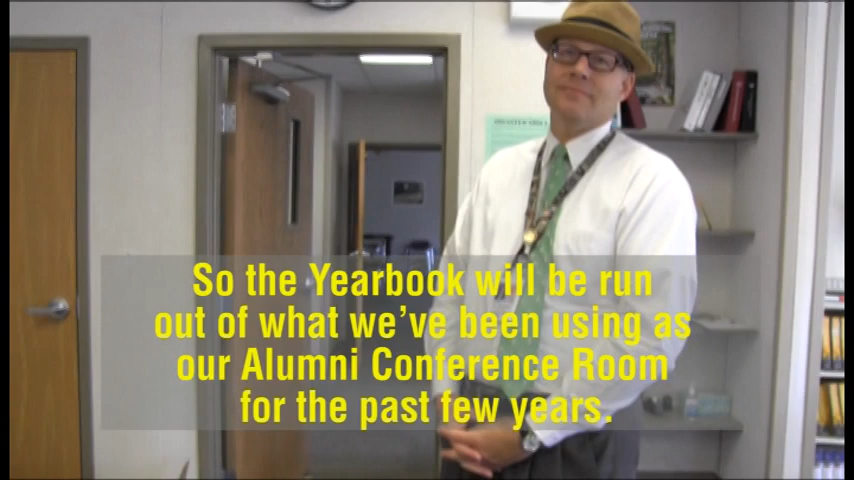 So the Yearbook will be run
out of what we've been using as
our Alumni Conference Room
for the past few years.